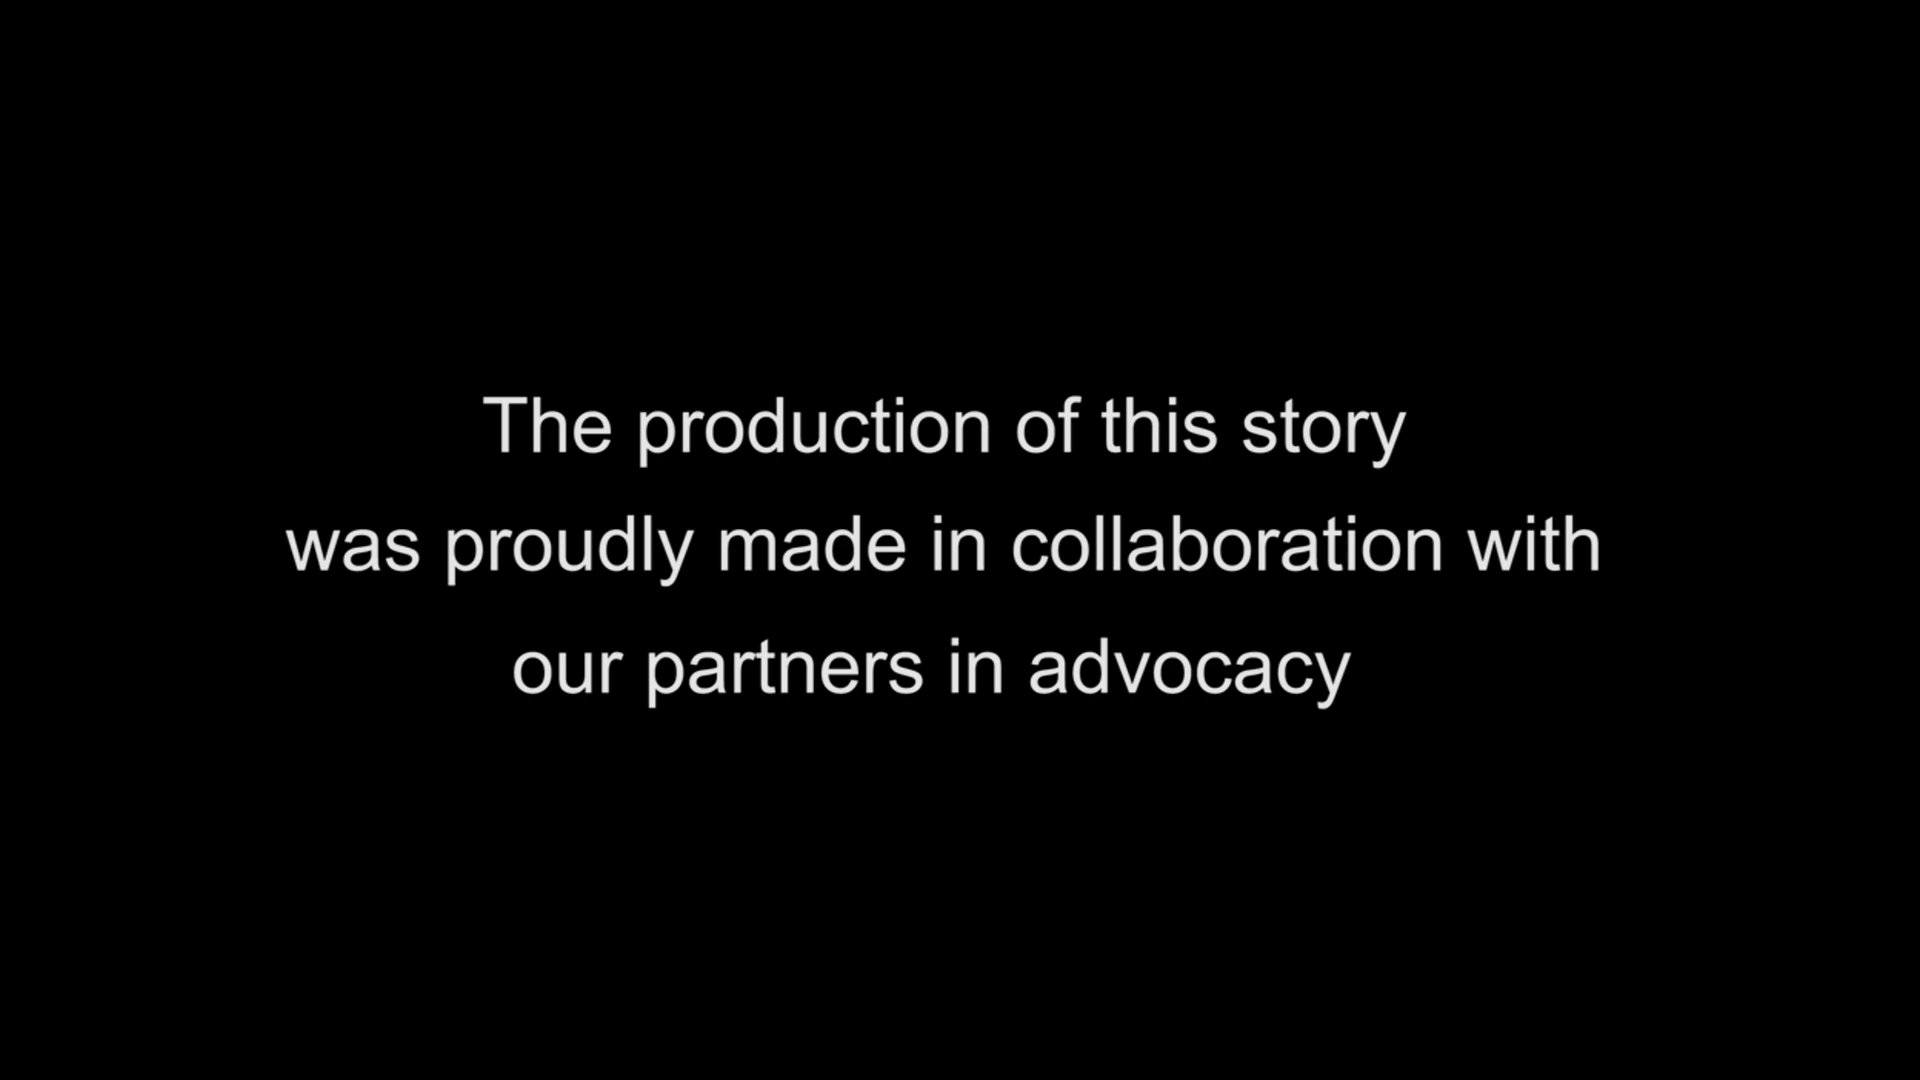 The production of this story
was proudly made in collaboration with
our partners in advocacy